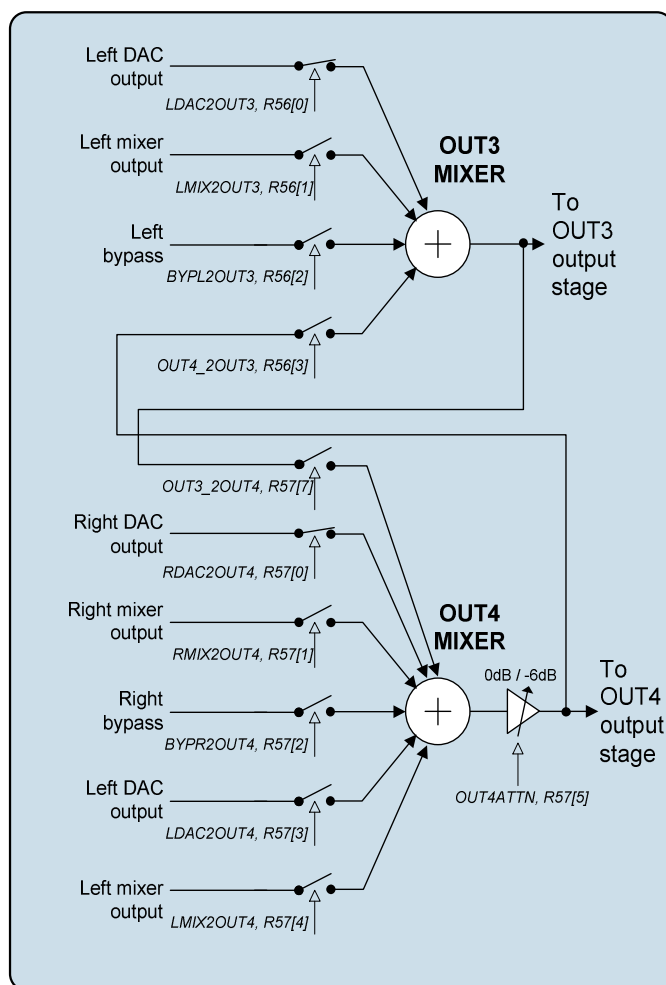 Left DAC
output
LDAC2OUT3, R56[0]
Left mixer
output
LMIX2OUT3, R56[1]
OUT3
MIXER
Left
bypass
BYPL2OUT3, R56[2]
To
OUT3
output
stage
OUT4_2OUT3, R56[3]
OUT3_2OUT4, R57[7]
Right DAC
output
RDAC2OUT4, R57[0]
Right mixer
output
RMIX2OUT4, R57[1]
OUT4
MIXER
Right
bypass
BYPR2OUT4, R57[2]
0dB / -6dB
To
OUT4
output
stage
OUT4ATTN, R57[5]
Left DAC
output
LDAC2OUT4, R57[3]
Left mixer
output
LMIX2OUT4, R57[4]